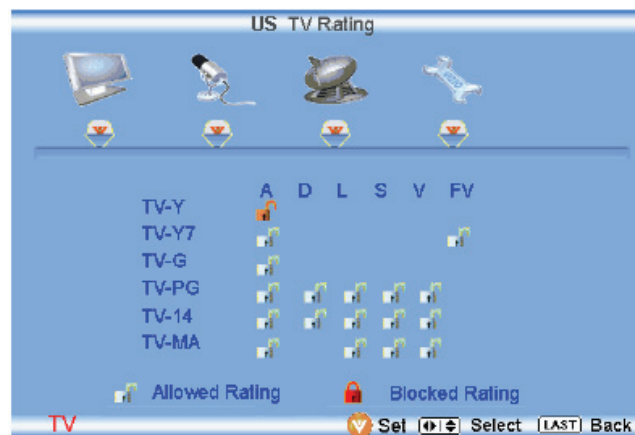 US TV Rating
A D L S V FV
TV-Y
TV-Y7
TV-G
TV-PG
TV-14
TV-MA
Allowed Rating Blocked Rating
TV Set Select LAST Back